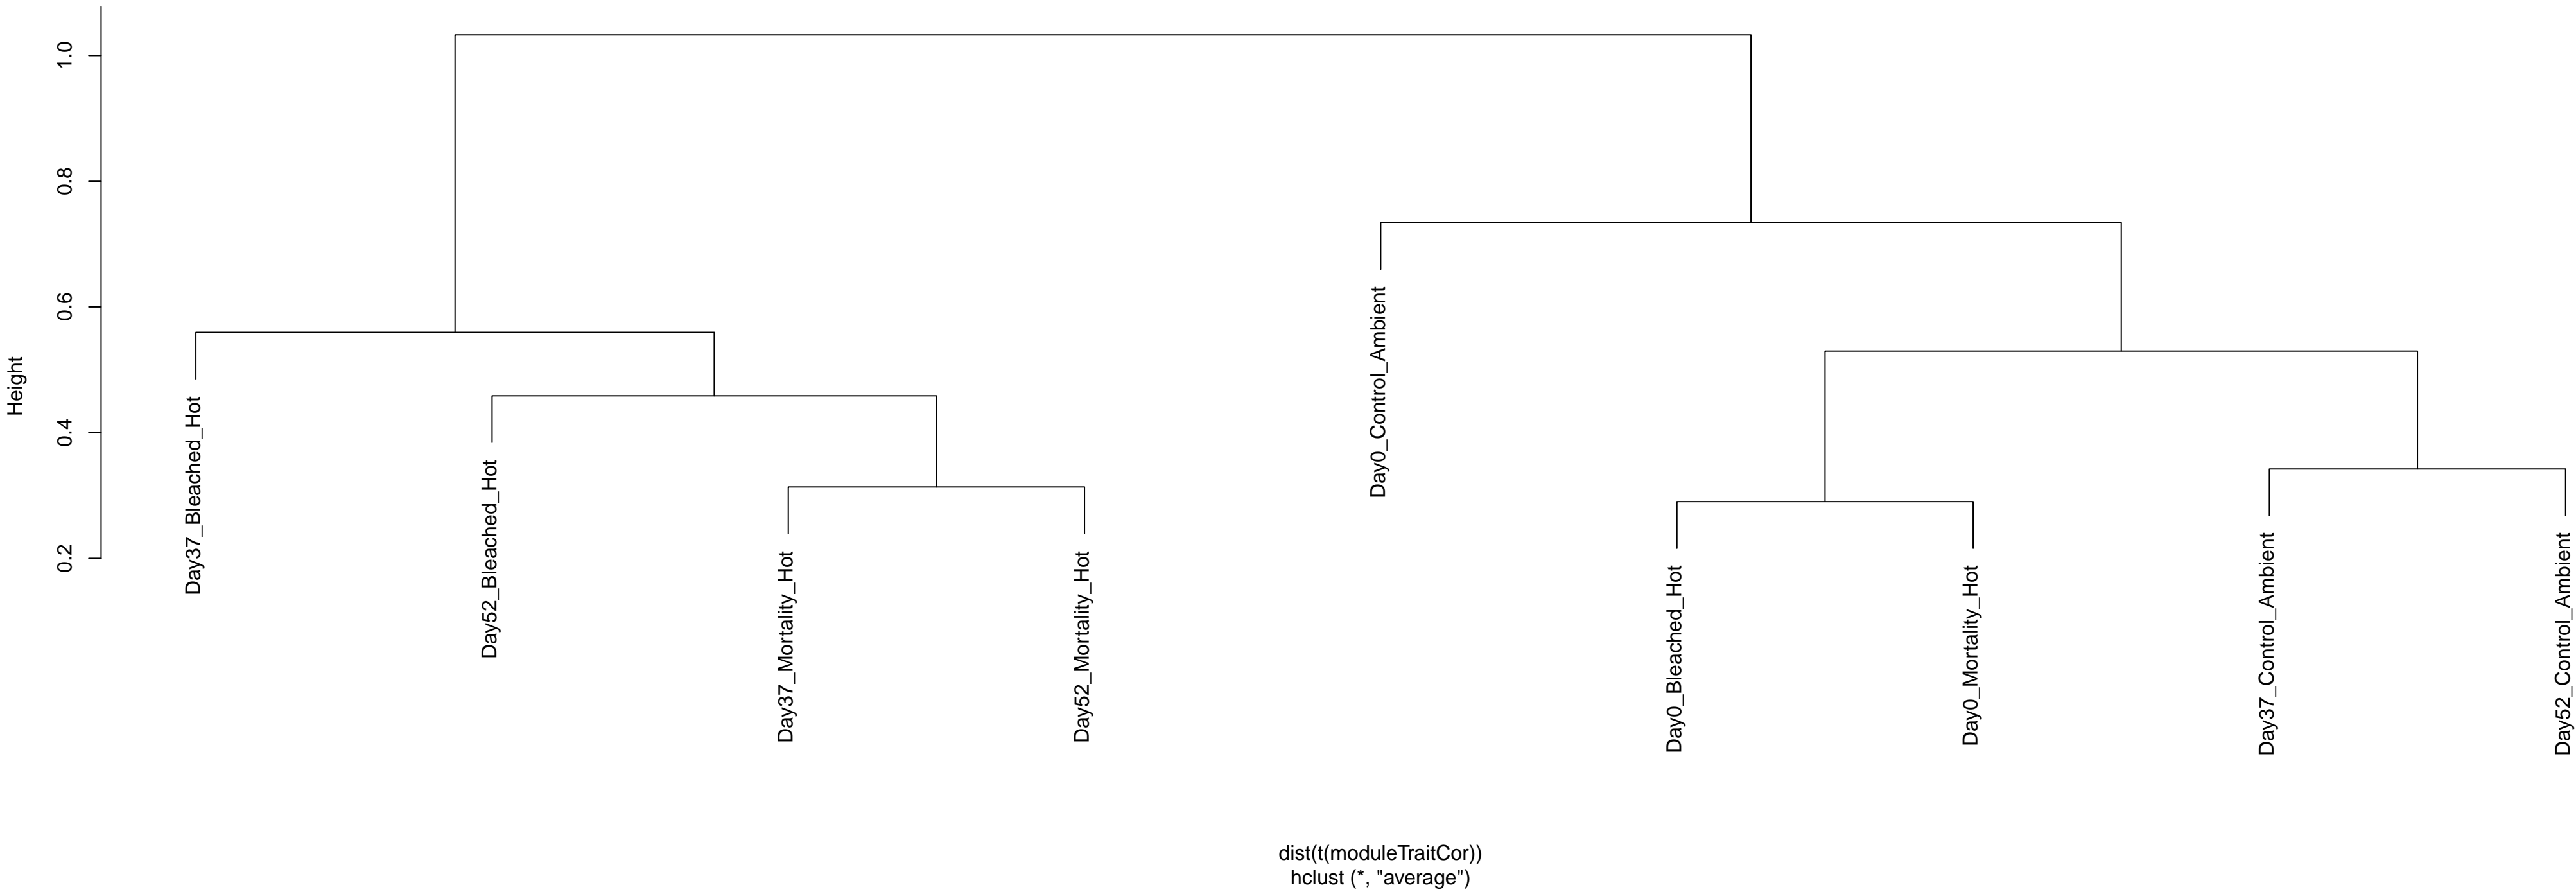 Height
1.0
0.8
0.6
0.4
0.2
Day37_Bleached_Hot
Day52_Bleached_Hot
Day37_Mortality_Hot
Day52_Mortality_Hot
Day0_Control_Ambient
Day0_Bleached_Hot
Day0_Mortality_Hot
Day37_Control_Ambient
Day52_Control_Ambient
dist(t(moduleTraitCor))
hclust (*, "average")